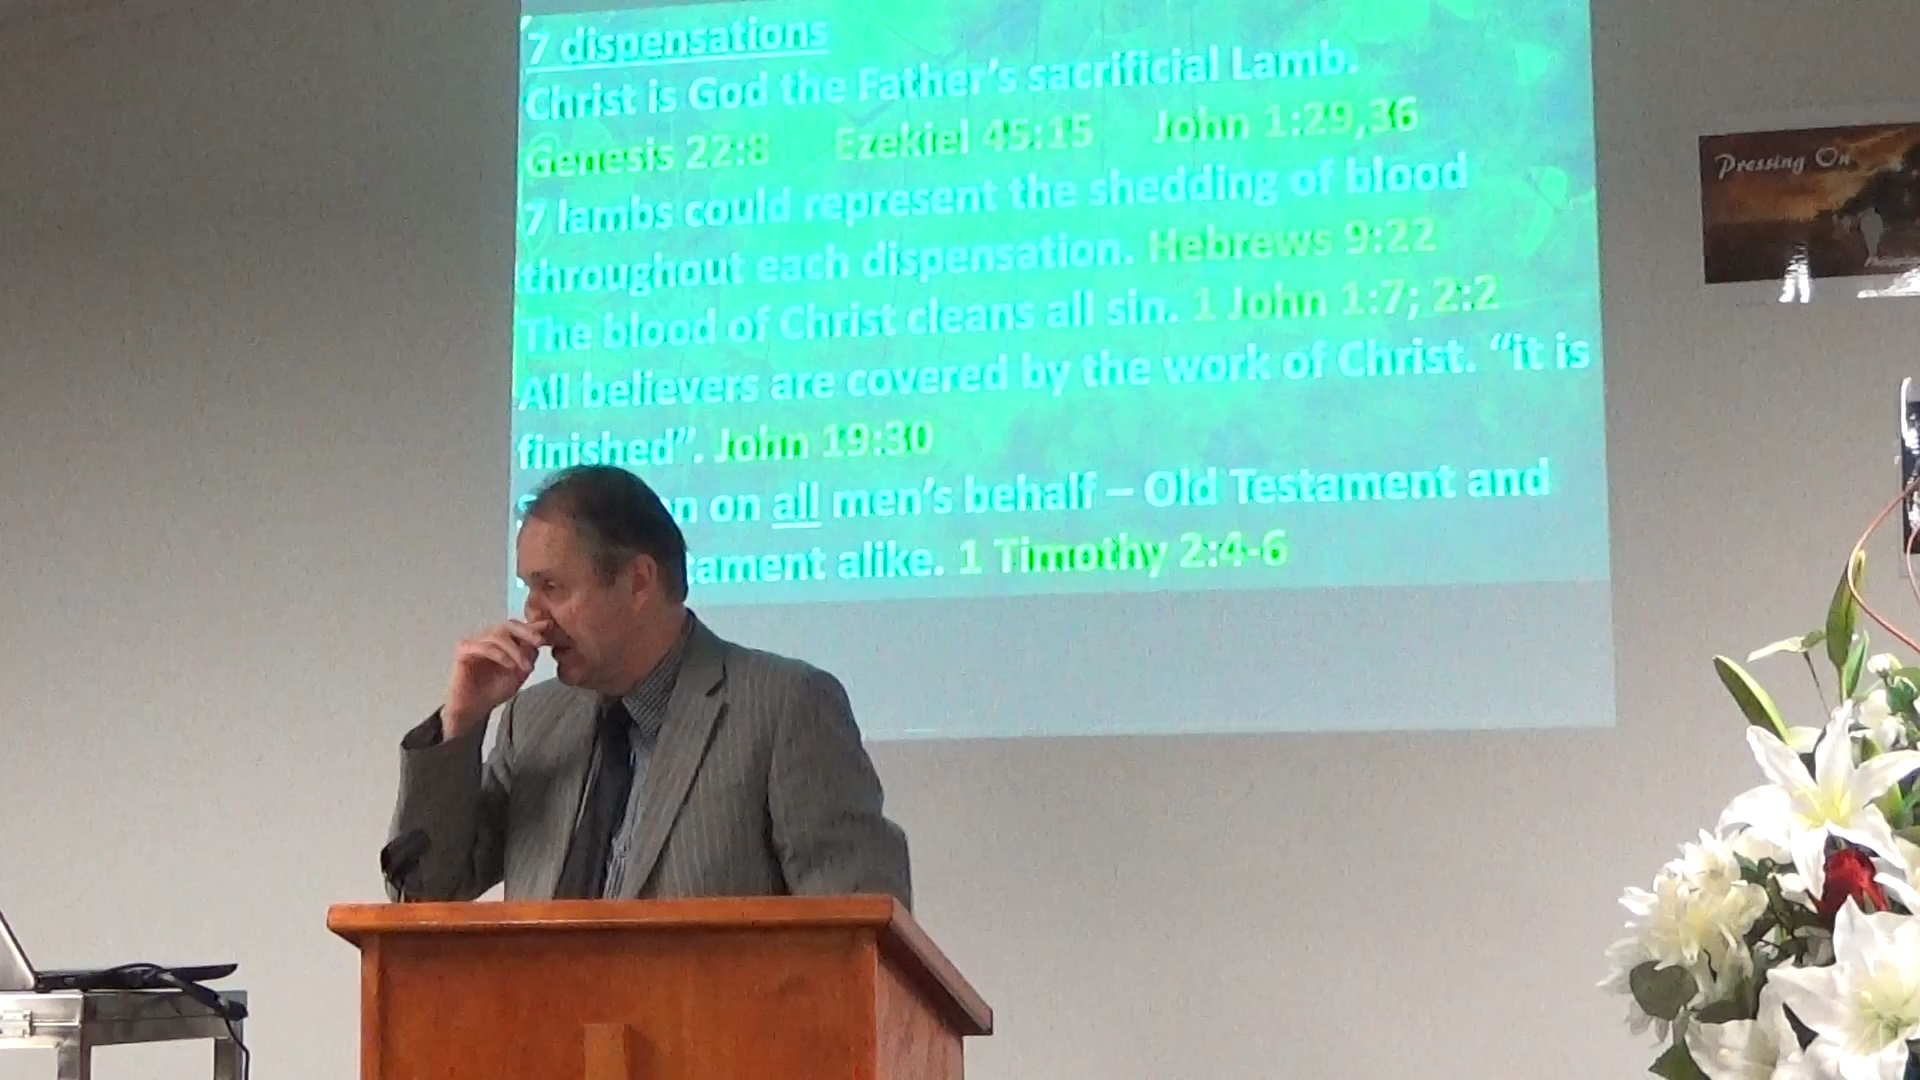 7 dispensations
Christ is God the Father's sacrificial Lamb.
Genesis 22:8 Ezekiel 45:15 John 1:29,36
7 lambs could represent the shedding of blood
throughout each dispensation. Hebrews 9:22
The blood of Christ cleans all sin. 1 John 1:7; 2:2
All believers are covered by the work of Christ. “it is
finished”. John 19:30
on all men's behalf – Old Testament and
alike. 1 Timothy 2:4-6
Pressing On